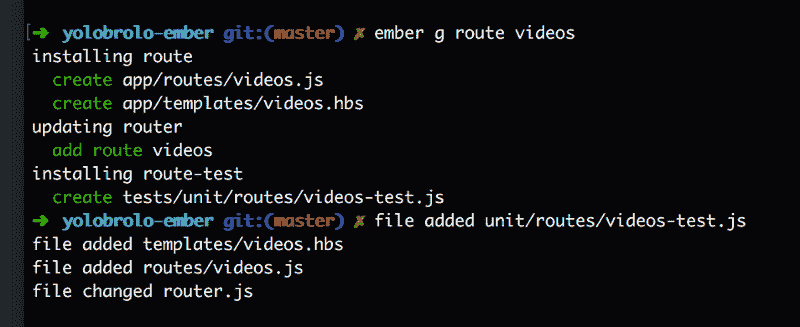 [➜ yolobrolo-ember git:(master) ✗ ember g route videos
installing route
  create app/routes/videos.js
  create app/templates/videos.hbs
updating router
  add route videos
installing route-test
  create tests/unit/routes/videos-test.js
➜ yolobrolo-ember git:(master) ✗ file added unit/routes/videos-test.js
file added templates/videos.hbs
file added routes/videos.js
file changed router.js